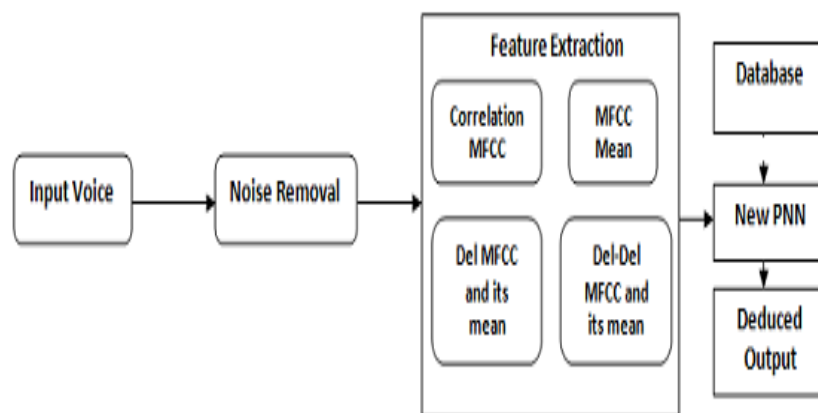 Input Voice
Noise Removal
Feature Extraction
Correlation
MFCC
MFCC
Mean
Del MFCC
and its
mean
Del-Del
MFCC and
its mean
Database
New PNN
Deduced
Output